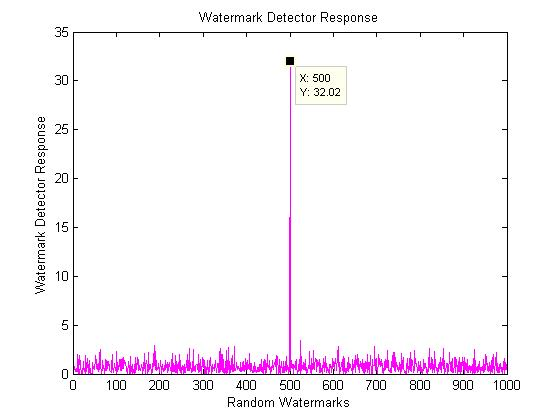 Watermark Detector Response
35
30
25
20
15
10
5
0
Watermark Detector Response
X: 500
Y: 32.02
0 100 200 300 400 500 600 700 800 900 1000
Random Watermarks